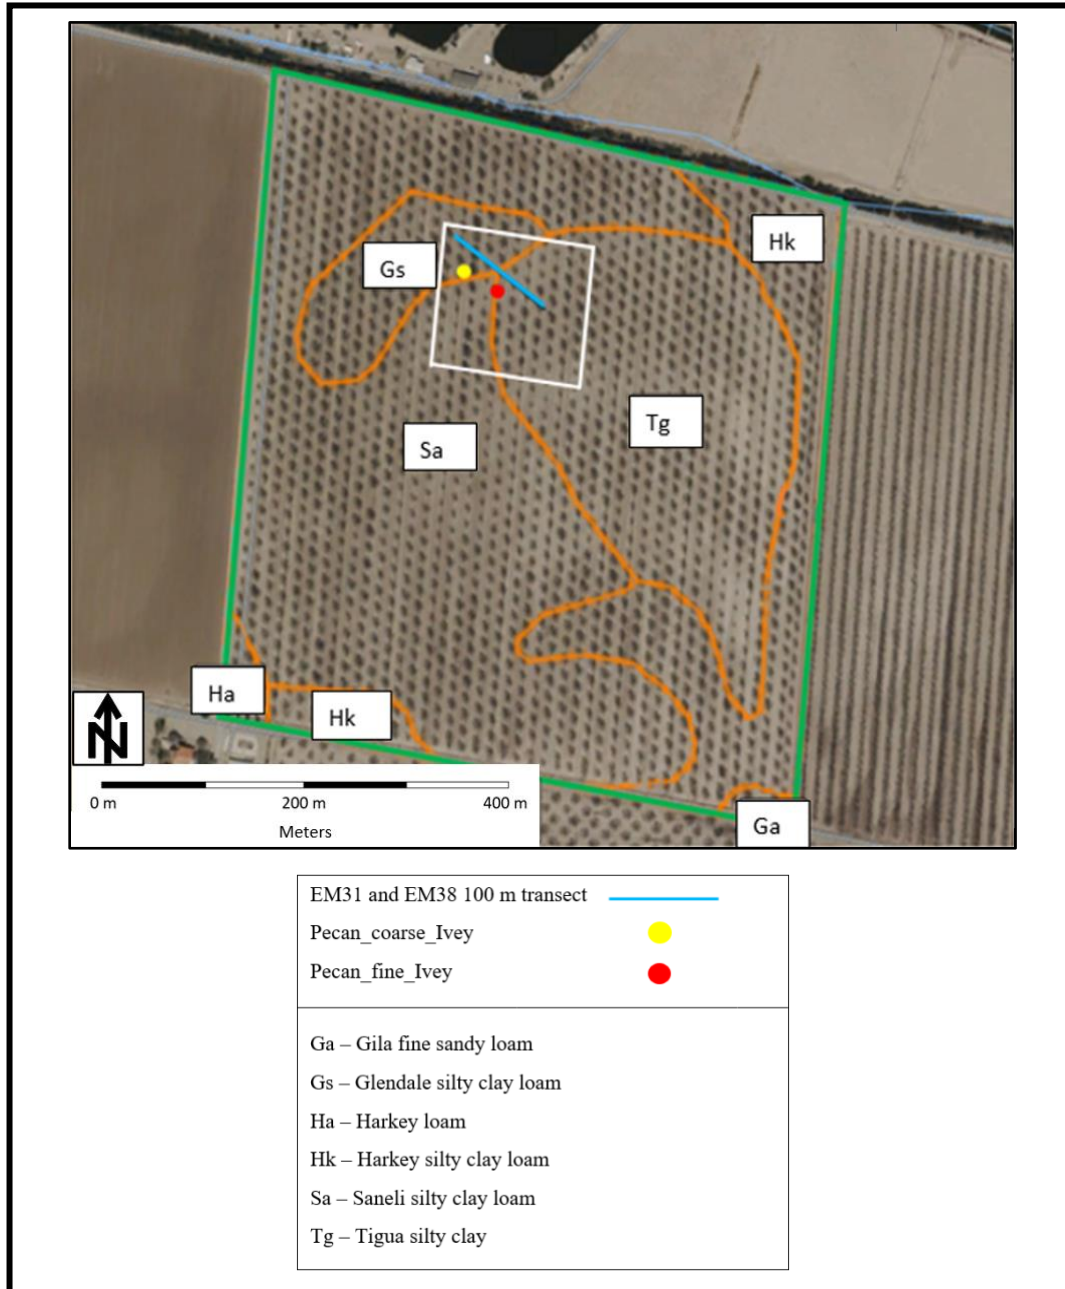 Hk
Gs
Tg
Sa
Ha
Hk
N
0 m 200 m 400 m
Meters
Ga
EM31 and EM38 100 m transect
Pecan_coarse_Ivey
Pecan_fine_Ivey
Ga – Gila fine sandy loam
Gs – Glendale silty clay loam
Ha – Harkey loam
Hk – Harkey silty clay loam
Sa – Saneli silty clay loam
Tg – Tigua silty clay